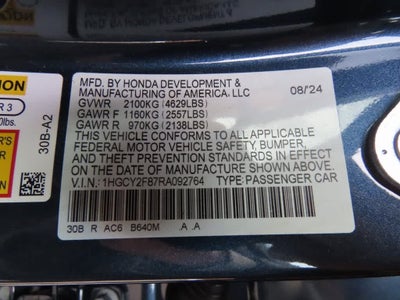 MFD. BY HONDA DEVELOPMENT &
MANUFACTURING OF AMERICA, LLC
08/24
GVWR 2100KG (4629LBS)
GAWR F 1160KG (2557LBS)
GAWR R 970KG (2138LBS)
THIS VEHICLE CONFORMS TO ALL APPLICABLE
FEDERAL MOTOR VEHICLE SAFETY, BUMPER,
AND THEFT PREVENTION STANDARDS IN EFFECT
ON THE DATE OF MANUFACTURE SHOWN ABOVE.
V.I.N: 1HGCY2F87RA092764 TYPE:PASSENGER CAR
30B R AC6 B640M A .A
30B-A2
R 3